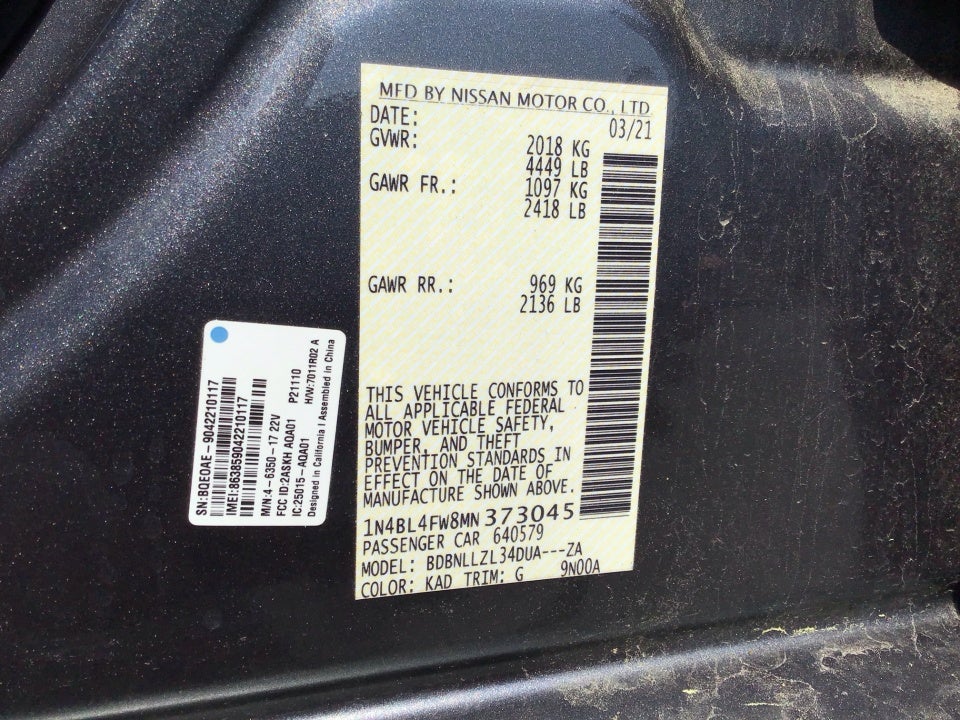 MFD BY NISSAN MOTOR CO., LTD.
DATE: 03/21
GVWR: 2018 KG
4449 LB
GAWR FR.: 1097 KG
2418 LB
GAWR RR.: 969 KG
2136 LB
THIS VEHICLE CONFORMS TO
ALL APPLICABLE FEDERAL
MOTOR VEHICLE SAFETY,
BUMPER, AND THEFT
PREVENTION STANDARDS IN
EFFECT ON THE DATE OF
MANUFACTURE SHOWN ABOVE.
1N4BL4FW8MN373045
PASSENGER CAR 640579
MODEL: BDBNLLZL34DUA---ZA
COLOR: KAD TRIM: G 9N00A
SN:BQEQAE-9042210117
IMEI:863859042210117
M/N:4-6350-17 22V
FCC ID:2ASKH AQA01 P21110
IC:25015-AQA01 H/W:7011R02 A
Designed in California I Assembled in China